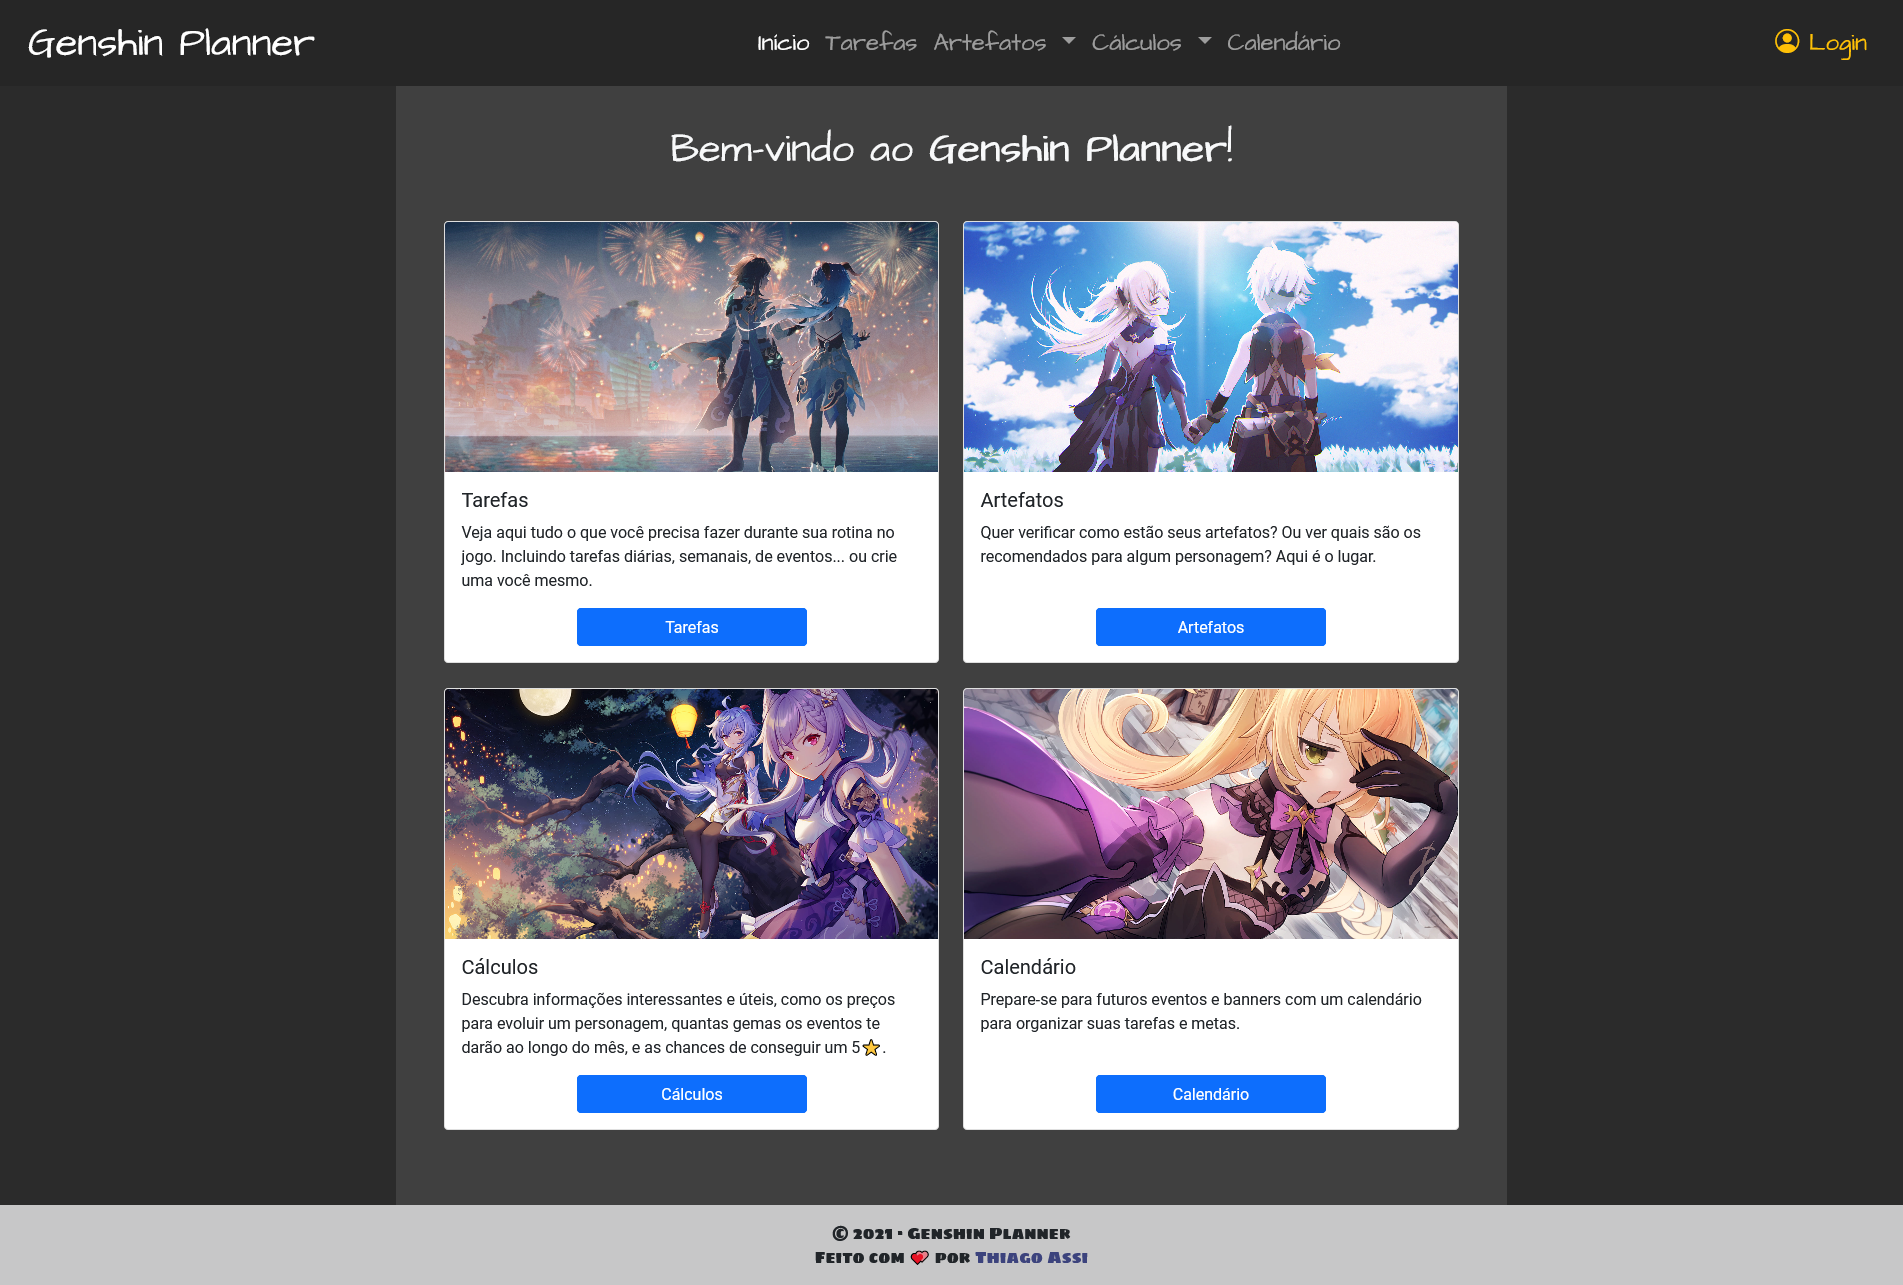 Genshin Planner
Início Tarefas Artefatos Cálculos Calendário
Login
Bem-vindo ao Genshin Planner!
Tarefas
Veja aqui tudo o que você precisa fazer durante sua rotina no
jogo. Incluindo tarefas diárias, semanais, de eventos... ou crie
uma você mesmo.
Tarefas
Artefatos
Quer verificar como estão seus artefatos? Ou ver quais são os
recomendados para algum personagem? Aqui é o lugar.
Artefatos
Cálculos
Descubra informações interessantes e úteis, como os preços
para evoluir um personagem, quantas gemas os eventos te
darão ao longo do mês, e as chances de conseguir um 5⭐.
Cálculos
Calendário
Prepare-se para futuros eventos e banners com um calendário
para organizar suas tarefas e metas.
Calendário
© 2021 · Genshin Planner
Feito com 💕 por Thiago Assi